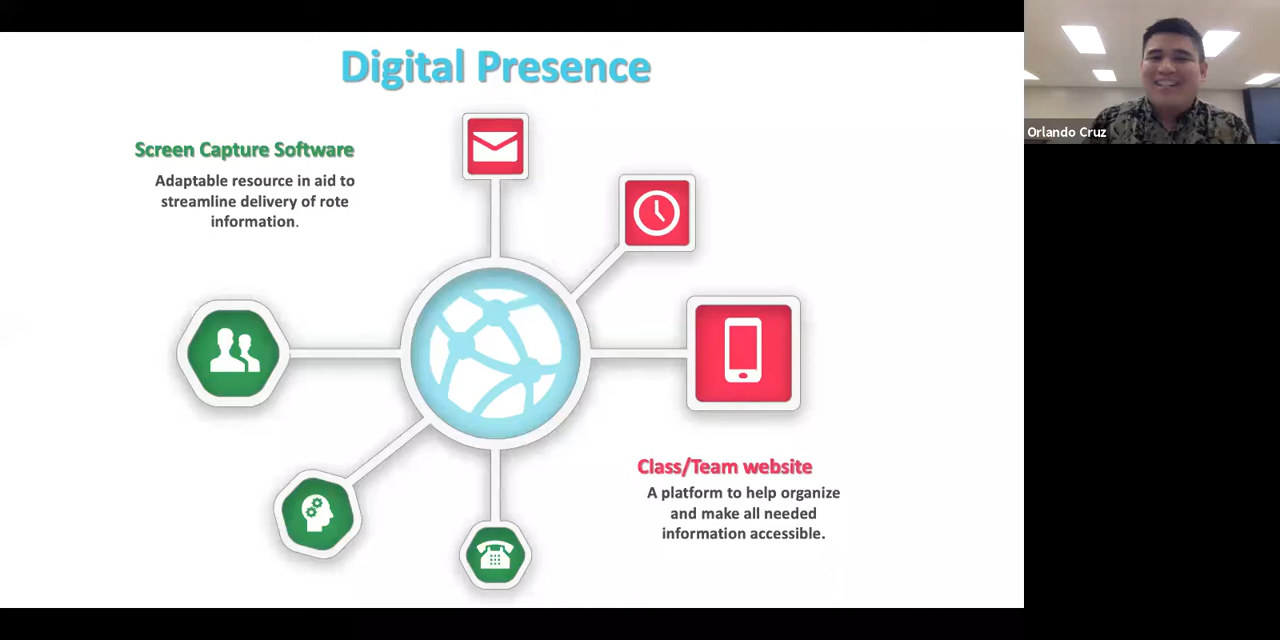 Digital Presence
Screen Capture Software
Adaptable resource in aid to
streamline delivery of rote
information.
Class/Team website
A platform to help organize
and make all needed
information accessible.
Orlando Cruz